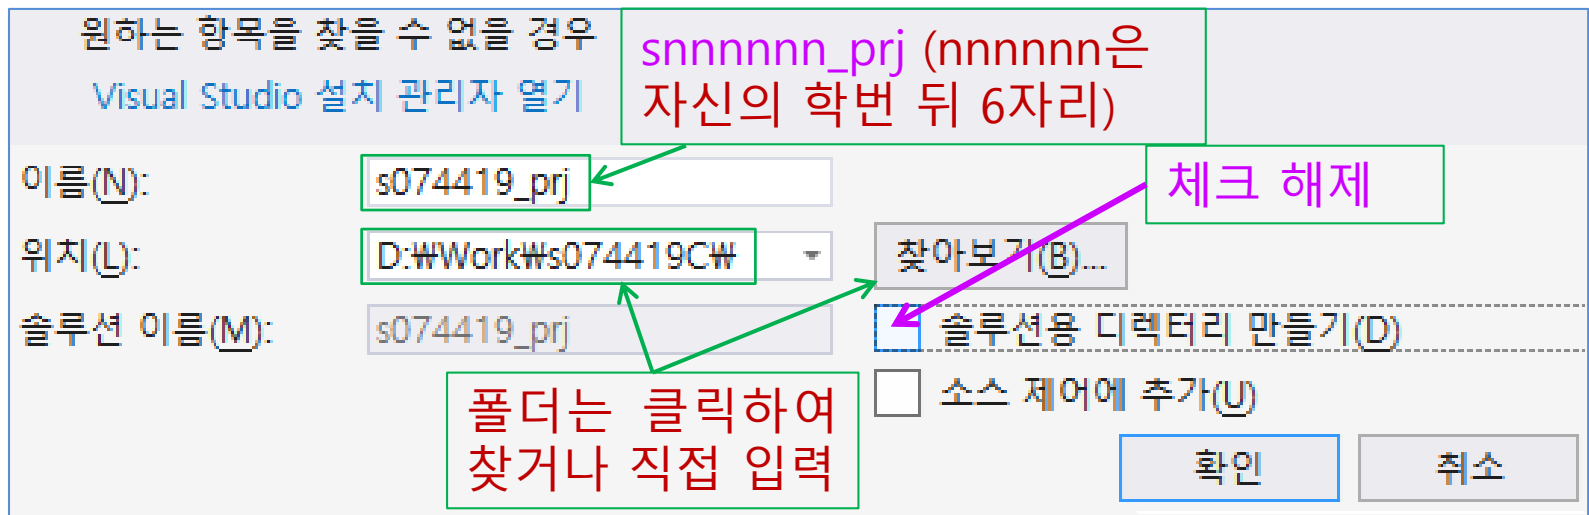 원하는 항목을 찾을 수 없을 경우
Visual Studio 설치 관리자 열기
snnnnnn_prj (nnnnnn은
자신의 학번 뒤 6자리)
이름(N):
s074419_prj
체크 해제
위치(L):
D:₩Work₩s074419C₩
찾아보기(B)...
솔루션 이름(M):
s074419_prj
솔루션용 디렉터리 만들기(D)
소스 제어에 추가(U)
폴더는 클릭하여
찾거나 직접 입력
확인
취소